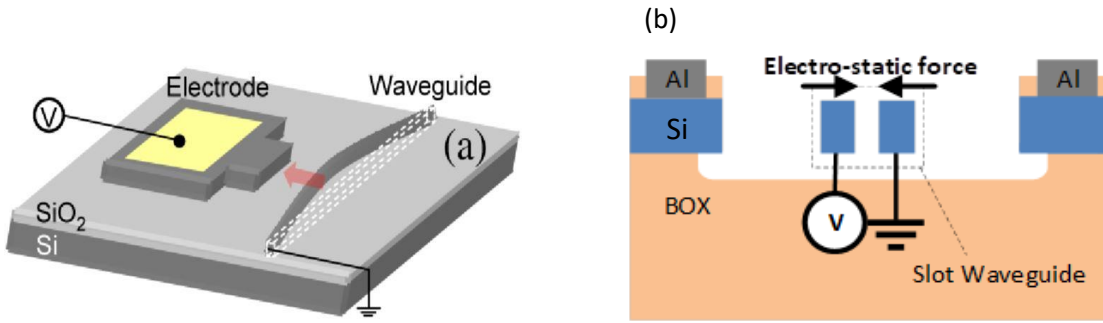 (b)
Electrode
Waveguide
V
(a)
SiO2
Si
Al
Electro-static force
Al
Si
BOX
V
Slot Waveguide